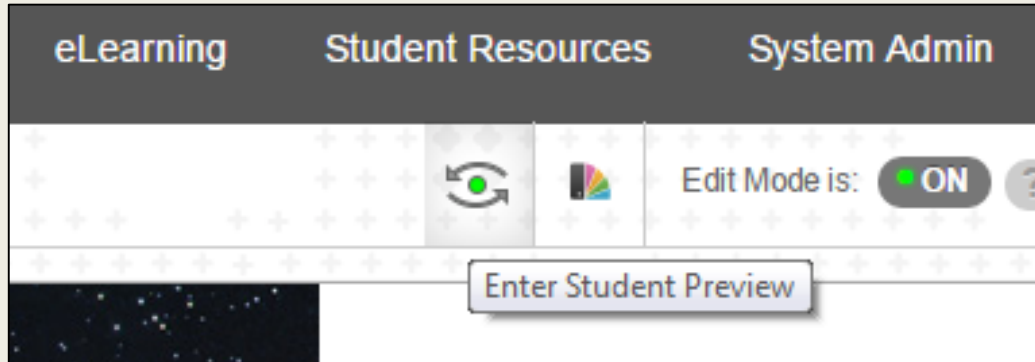 eLearning Student Resources System Admin
Edit Mode is: ON ?
Enter Student Preview